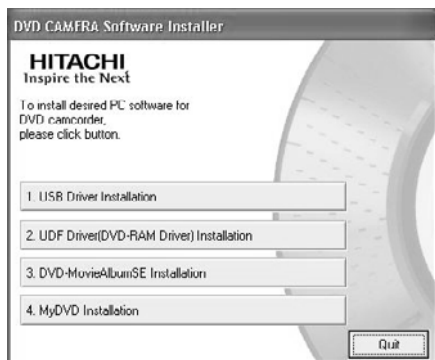 DVD CAMERA Software Installer
HITACHI
Inspire the Next
To install desired PC software for
DVD camcorder,
please click button.
1. USB Driver Installation
2. UDF Driver(DVD-RAM Driver) Installation
3. DVD-MovieAlbumSE Installation
4. MyDVD Installation
Quit